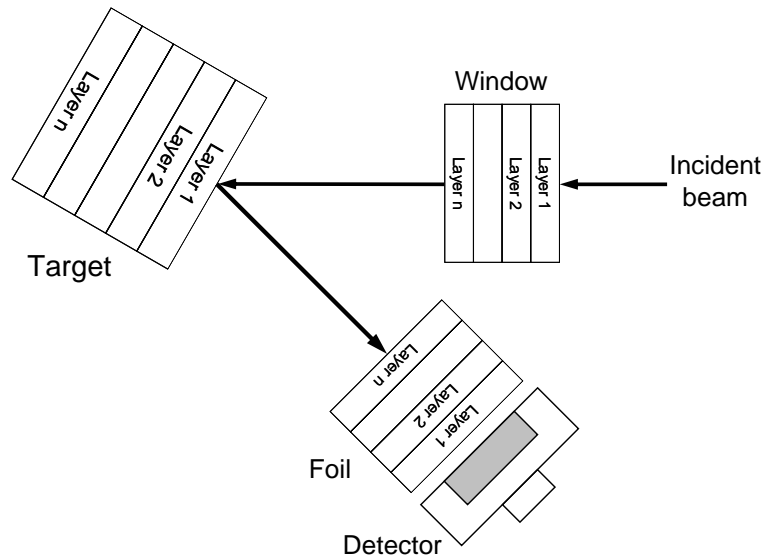 Window
Layer n
Layer 2
Layer 1
Incident
beam
Layer n
Layer 2
Layer 1
Target
Layer n
Layer 2
Layer 1
Foil
Detector